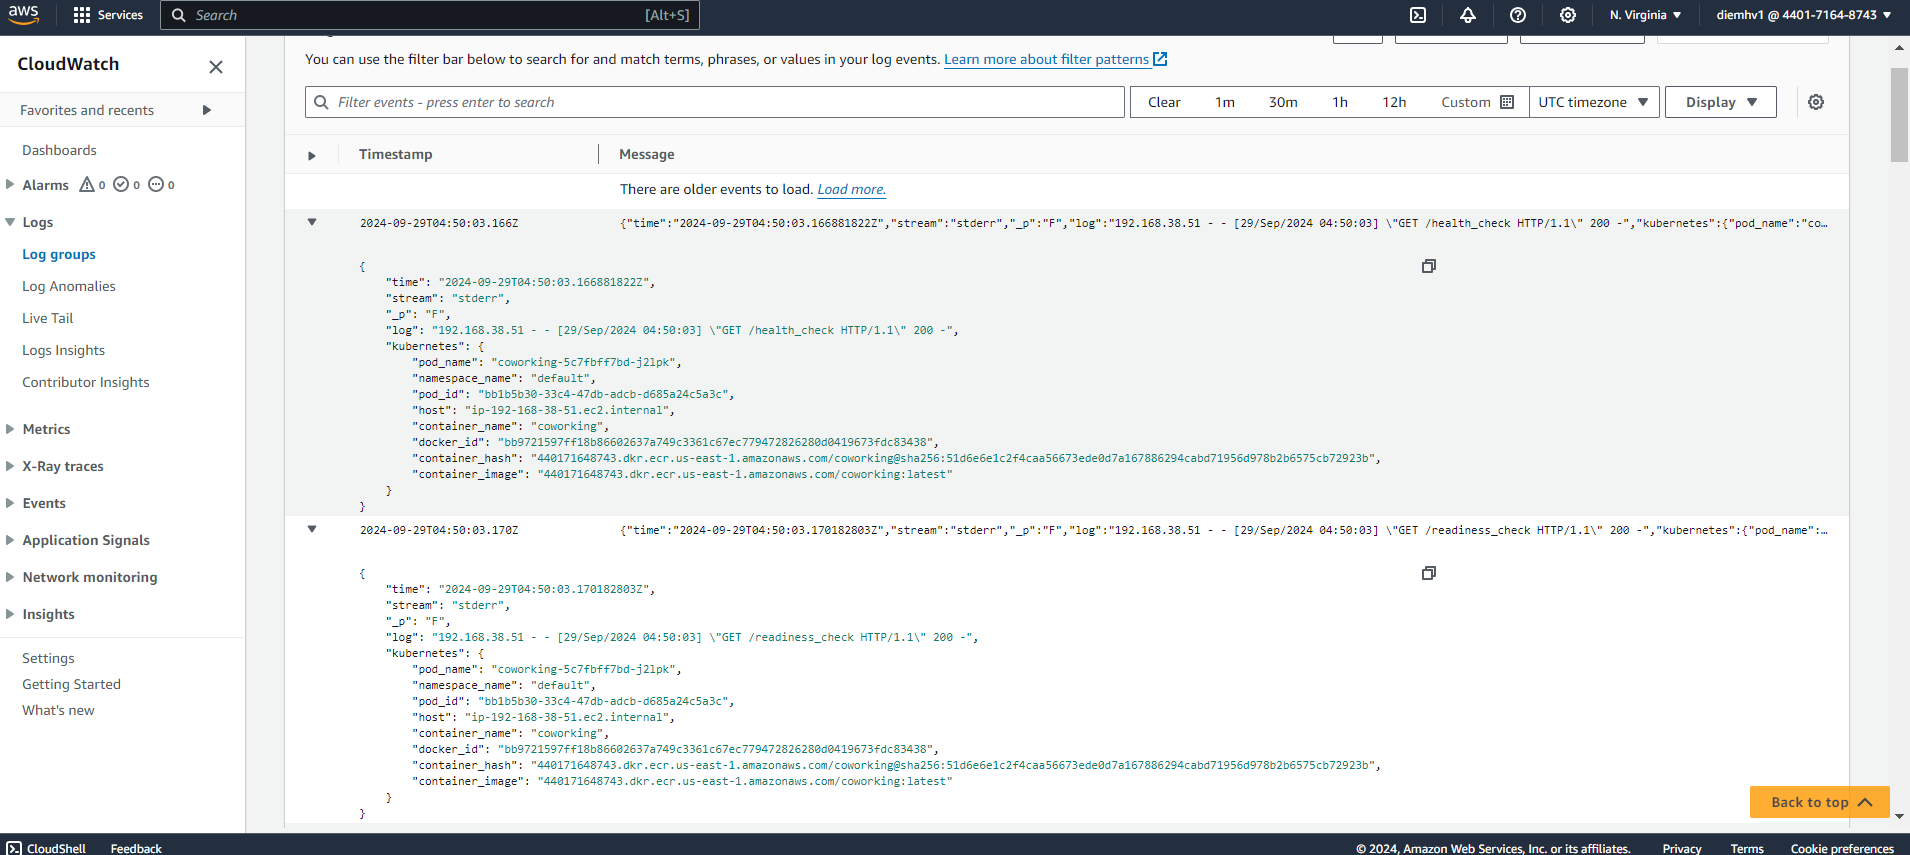 aws
Services
Search [Alt+S]
N. Virginia
diemhv1 @ 4401-7164-8743
CloudWatch
Favorites and recents
Dashboards
Alarms 0 0 0
Logs
Log groups
Log Anomalies
Live Tail
Logs Insights
Contributor Insights
Metrics
X-Ray traces
Events
Application Signals
Network monitoring
Insights
Settings
Getting Started
What's new
You can use the filter bar below to search for and match terms, phrases, or values in your log events. Learn more about filter patterns
Filter events - press enter to search
Clear 1m 30m 1h 12h Custom UTC timezone Display
Timestamp Message
There are older events to load. Load more.
2024-09-29T04:50:03.166Z {"time":"2024-09-29T04:50:03.166881822Z","stream":"stderr","_p":"F","log":"192.168.38.51 - - [29/Sep/2024 04:50:03] \"GET /health_check HTTP/1.1\" 200 -","kubernetes":{"pod_name":"co…
{
"time": "2024-09-29T04:50:03.166881822Z",
"stream": "stderr",
"_p": "F",
"log": "192.168.38.51 - - [29/Sep/2024 04:50:03] \"GET /health_check HTTP/1.1\" 200 -",
"kubernetes": {
"pod_name": "coworking-5c7fbff7bd-j2lpk",
"namespace_name": "default",
"pod_id": "bb1b5b30-33c4-47db-adcb-d685a24c5a3c",
"host": "ip-192-168-38-51.ec2.internal",
"container_name": "coworking",
"docker_id": "bb9721597ff18b86602637a749c3361c67ec779472826280d0419673fdc83438",
"container_hash": "440171648743.dkr.ecr.us-east-1.amazonaws.com/coworking@sha256:51d6e6e1c2f4caa56673ede0d7a167886294cabd71956d978b2b6575cb72923b",
"container_image": "440171648743.dkr.ecr.us-east-1.amazonaws.com/coworking:latest"
}
}
2024-09-29T04:50:03.170Z {"time":"2024-09-29T04:50:03.170182803Z","stream":"stderr","_p":"F","log":"192.168.38.51 - - [29/Sep/2024 04:50:03] \"GET /readiness_check HTTP/1.1\" 200 -","kubernetes":{"pod_name":…
{
"time": "2024-09-29T04:50:03.170182803Z",
"stream": "stderr",
"_p": "F",
"log": "192.168.38.51 - - [29/Sep/2024 04:50:03] \"GET /readiness_check HTTP/1.1\" 200 -",
"kubernetes": {
"pod_name": "coworking-5c7fbff7bd-j2lpk",
"namespace_name": "default",
"pod_id": "bb1b5b30-33c4-47db-adcb-d685a24c5a3c",
"host": "ip-192-168-38-51.ec2.internal",
"container_name": "coworking",
"docker_id": "bb9721597ff18b86602637a749c3361c67ec779472826280d0419673fdc83438",
"container_hash": "440171648743.dkr.ecr.us-east-1.amazonaws.com/coworking@sha256:51d6e6e1c2f4caa56673ede0d7a167886294cabd71956d978b2b6575cb72923b",
"container_image": "440171648743.dkr.ecr.us-east-1.amazonaws.com/coworking:latest"
}
}
Back to top
CloudShell Feedback © 2024, Amazon Web Services, Inc. or its affiliates. Privacy Terms Cookie preferences